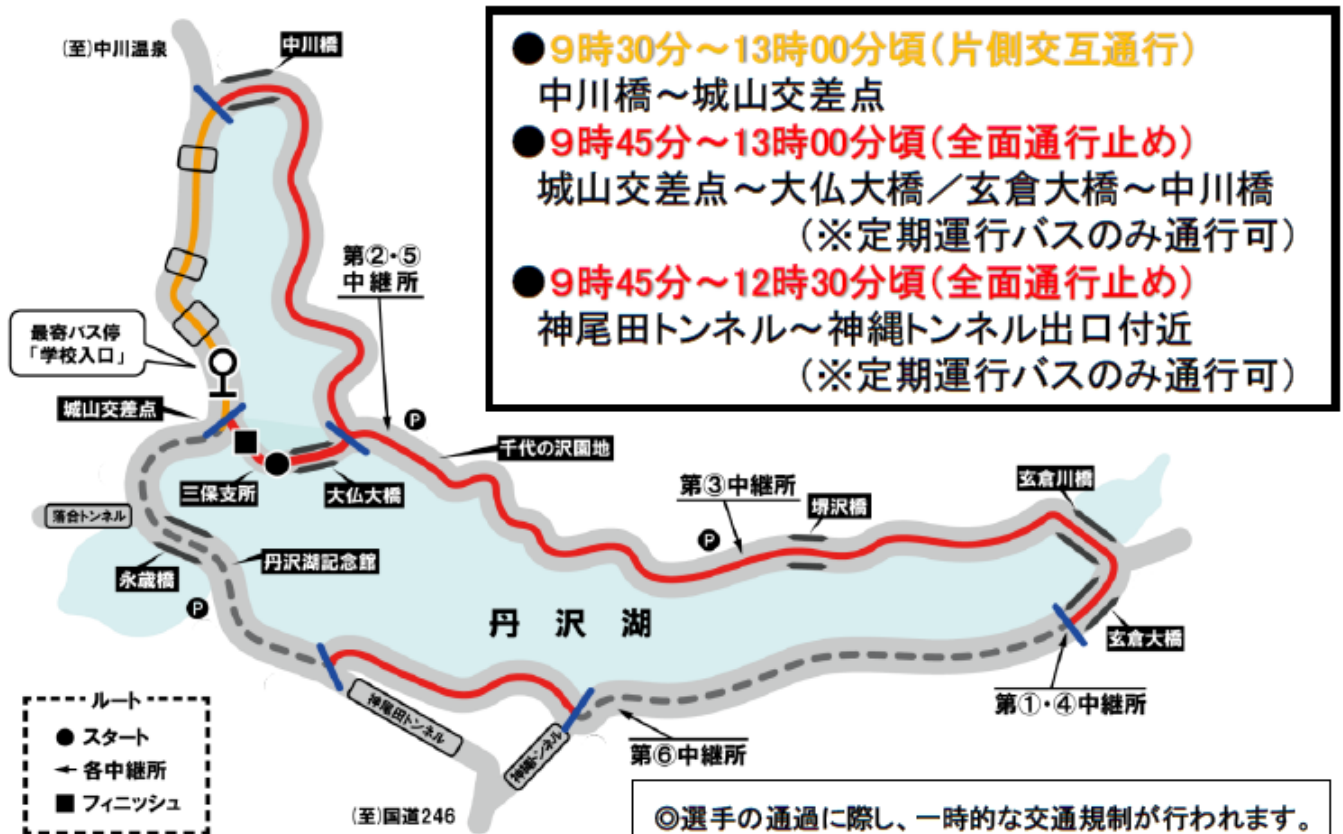 (至)中川温泉
中川橋
●9時30分～13時00分頃(片側交互通行)
中川橋～城山交差点
●9時45分～13時00分頃(全面通行止め)
城山交差点～大仏大橋／玄倉大橋～中川橋
(※定期運行バスのみ通行可)
●9時45分～12時30分頃(全面通行止め)
神尾田トンネル～神縄トンネル出口付近
(※定期運行バスのみ通行可)
第②・⑤
中継所
最寄バス停
「学校入口」
城山交差点
P
千代の沢園地
三保支所
大仏大橋
第③中継所
玄倉川橋
堺沢橋
落合トンネル
P
丹沢湖記念館
永歳橋
P
丹沢湖
玄倉大橋
第①・④中継所
神尾田トンネル
神縄トンネル
第⑥中継所
ルート
● スタート
← 各中継所
■ フィニッシュ
(至)国道246
◎選手の通過に際し、一時的な交通規制が行われます。